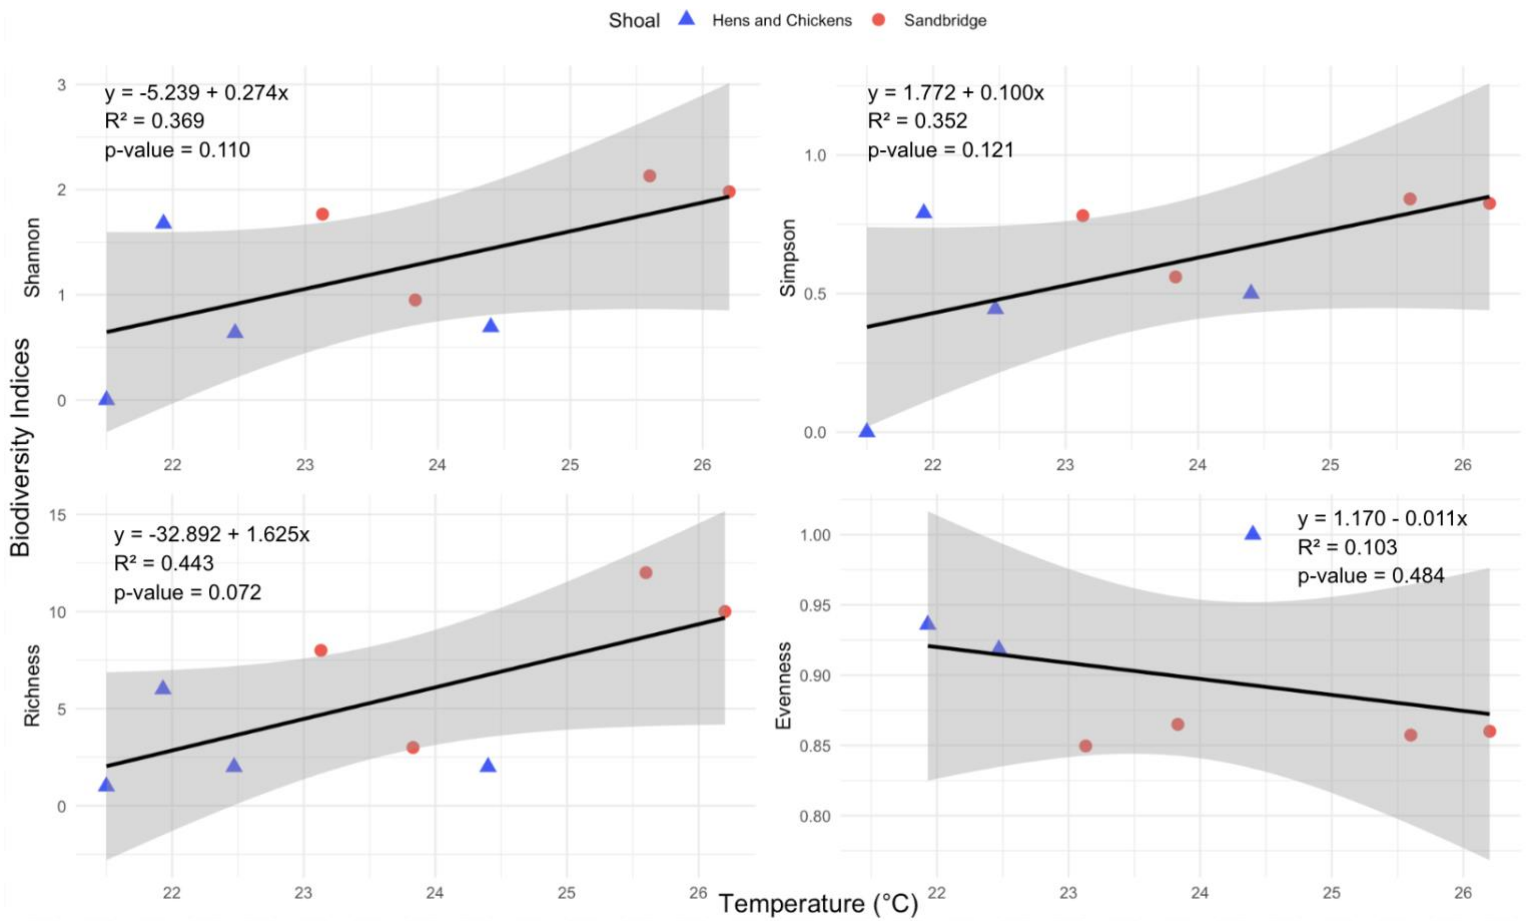 Shoal Hens and Chickens Sandbridge
Biodiversity Indices
Shannon
3
2
1
0
y = -5.239 + 0.274x
R² = 0.369
p-value = 0.110
22 23 24 25 26
Simpson
1.0
0.5
0.0
y = 1.772 + 0.100x
R² = 0.352
p-value = 0.121
22 23 24 25 26
Richness
15
10
5
0
y = -32.892 + 1.625x
R² = 0.443
p-value = 0.072
22 23 24 25 26
Evenness
1.00
0.95
0.90
0.85
0.80
y = 1.170 - 0.011x
R² = 0.103
p-value = 0.484
22 23 24 25 26
Temperature (°C)